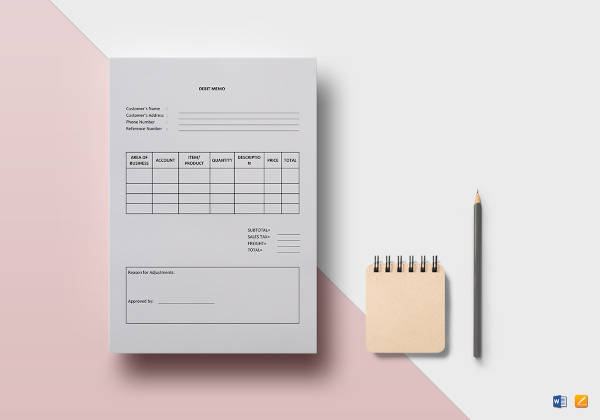 DEBIT MEMO
Customer's Name :
Customer's Address :
Phone Number :
Reference Number :
AREA OF BUSINESS ACCOUNT ITEM/ PRODUCT QUANTITY DESCRIPTIO N PRICE TOTAL
SUBTOTAL=
SALES TAX=
FREIGHT=
TOTAL=
Reason for Adjustments:
Approved by:
W